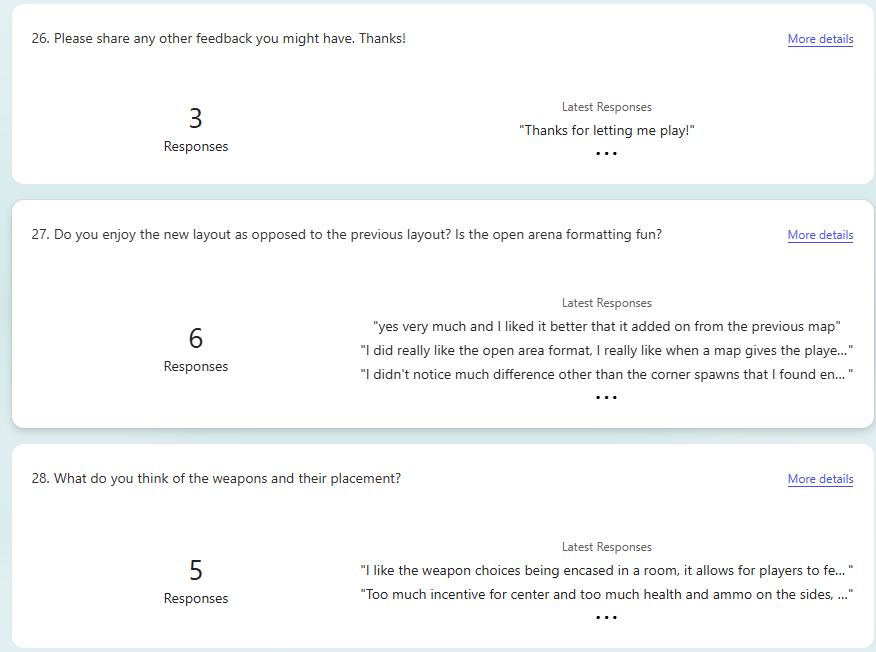 26. Please share any other feedback you might have. Thanks!
More details
3
Responses
Latest Responses
"Thanks for letting me play!"
...
27. Do you enjoy the new layout as opposed to the previous layout? Is the open arena formatting fun?
More details
6
Responses
Latest Responses
"yes very much and I liked it better that it added on from the previous map"
"I did really like the open area format, I really like when a map gives the playe..."
"I didn't notice much difference other than the corner spawns that I found en... "
...
28. What do you think of the weapons and their placement?
More details
5
Responses
Latest Responses
"I like the weapon choices being encased in a room, it allows for players to fe... "
"Too much incentive for center and too much health and ammo on the sides, ..."
...